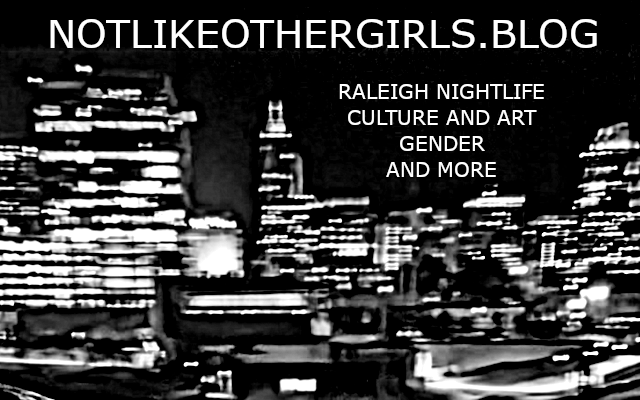 NOTLIKEOTHERGIRLS.BLOG
RALEIGH NIGHTLIFE
CULTURE AND ART
GENDER
AND MORE